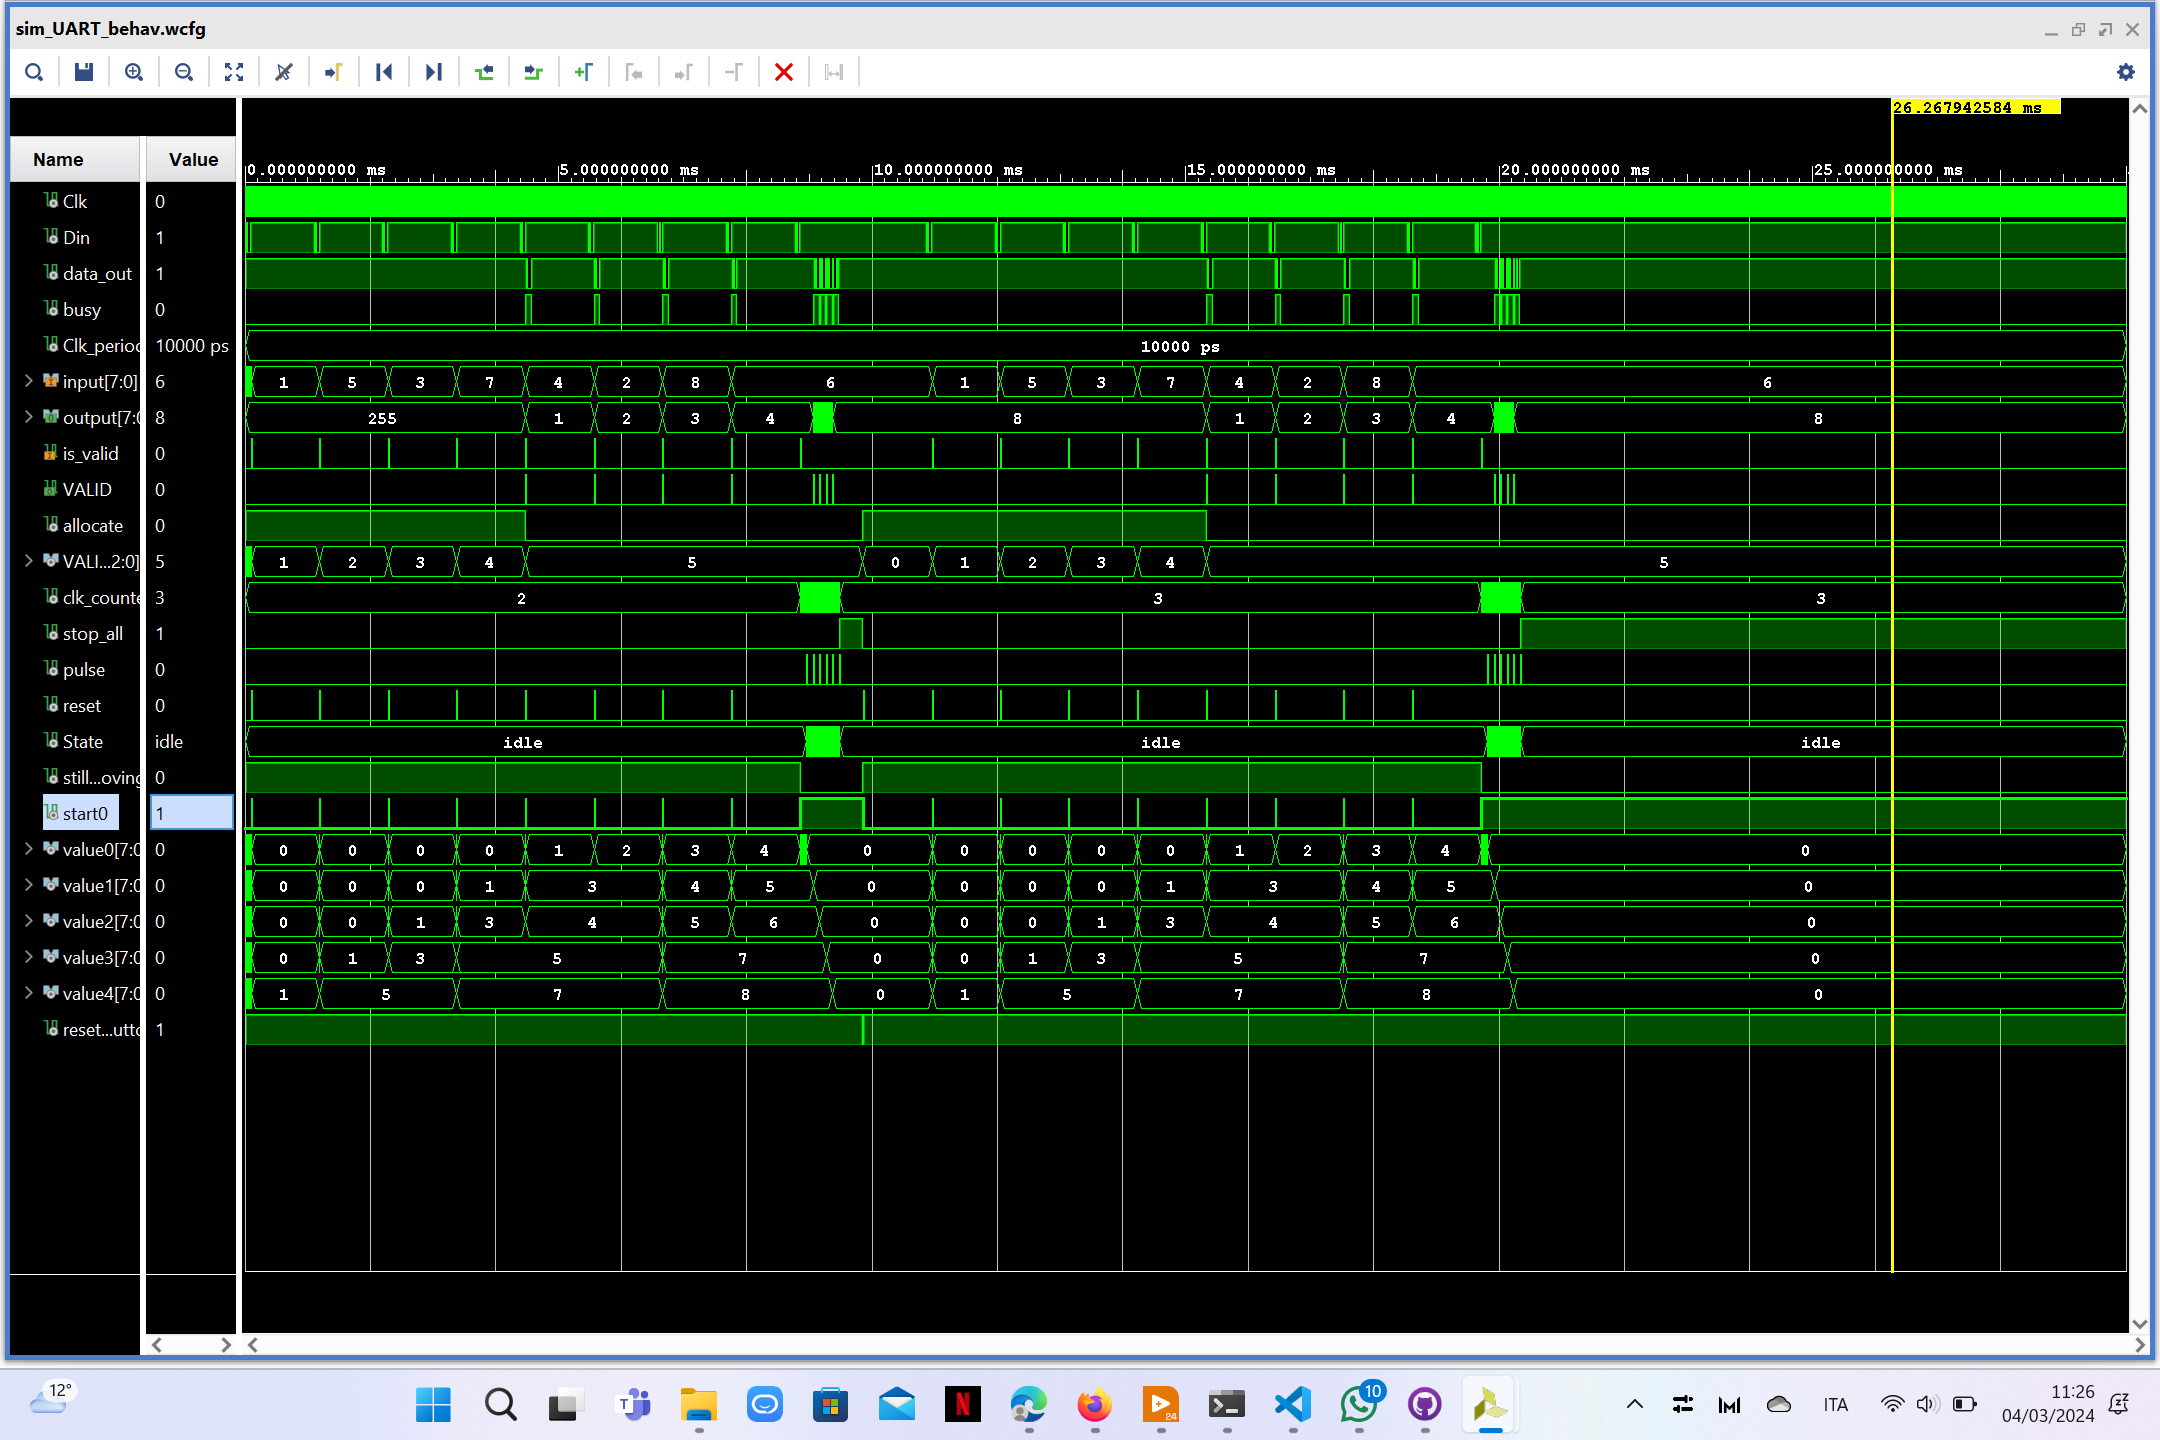 sim_UART_behav.wcfg
26.267942584 ms
Name Value
0.000000000 ms 5.000000000 ms 10.000000000 ms 15.000000000 ms 20.000000000 ms 25.000000000 ms
Clk 0
Din 1
data_out 1
busy 0
Clk_perioc 10000 ps 10000 ps
input[7:0] 6 1 5 3 7 4 2 8 6 1 5 3 7 4 2 8 6
output[7:0 8 255 1 2 3 4 8 1 2 3 4 8
is_valid 0
VALID 0
allocate 0
VALI...2:0] 5 1 2 3 4 5 0 1 2 3 4 5
clk_counte 3 2 3 3
stop_all 1
pulse 0
reset 0
State idle idle idle idle
still...oving 0
start0 1
value0[7:0 0 0 0 0 0 1 2 3 4 0 0 0 0 0 1 2 3 4 0
value1[7:0 0 0 0 0 1 3 4 5 0 0 0 0 1 3 4 5 0
value2[7:0 0 0 0 1 3 4 5 6 0 0 0 1 3 4 5 6 0
value3[7:0 0 0 1 3 5 7 0 0 1 3 5 7 0
value4[7:0 0 1 5 7 8 0 1 5 7 8 0
reset...utto 1
12°
T
N
24
10
ITA
11:26
04/03/2024